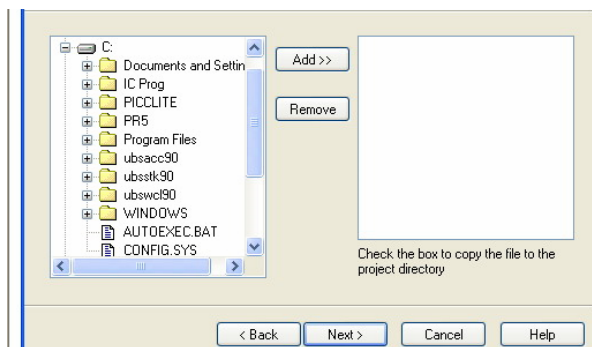 C:
Documents and Settin
IC Prog
PICCLITE
PR5
Program Files
ubsacc90
ubsstk90
ubswcl90
WINDOWS
AUTOEXEC.BAT
CONFIG.SYS
Add >>
Remove
Check the box to copy the file to the
project directory
< Back
Next >
Cancel
Help